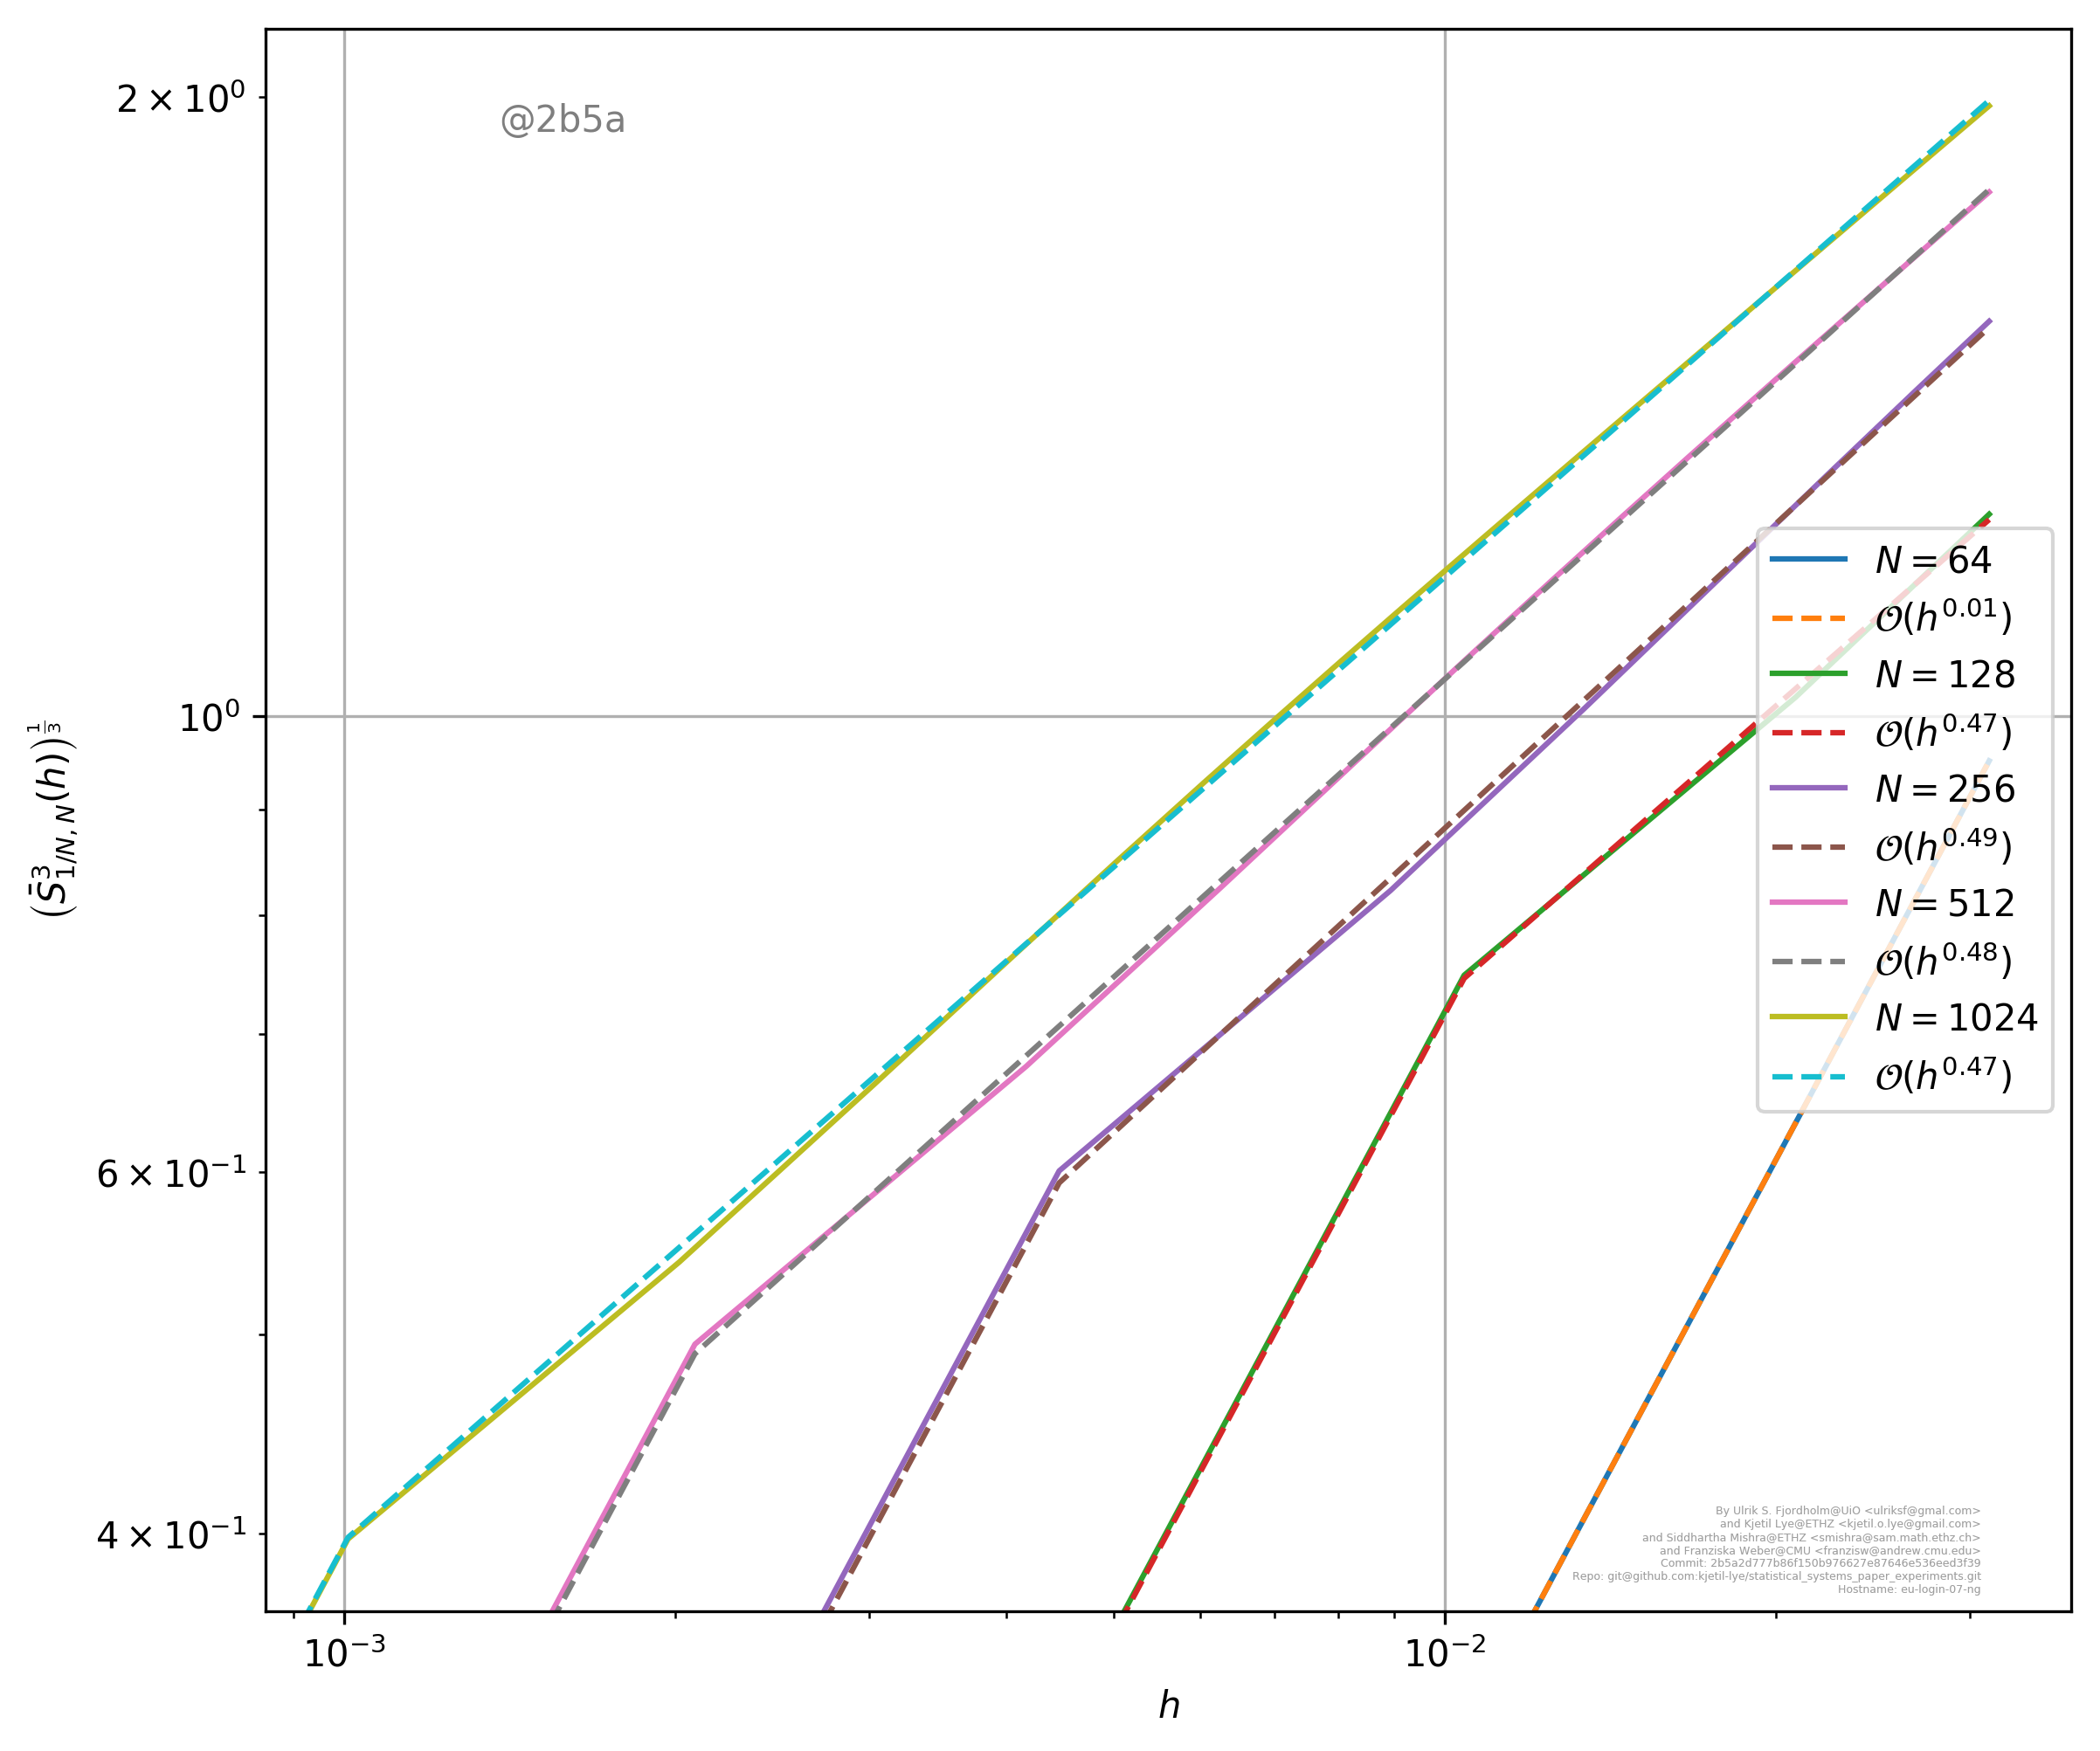 @2b5a
2 × 10⁰
10⁰
6 × 10⁻¹
4 × 10⁻¹
(S̄³_{1/N, N}(h))^{1/3}
10⁻³
10⁻²
h
N = 64
𝒪(h^{0.01})
N = 128
𝒪(h^{0.47})
N = 256
𝒪(h^{0.49})
N = 512
𝒪(h^{0.48})
N = 1024
𝒪(h^{0.47})
By Ulrik S. Fjordholm@UiO <ulriksf@gmal.com>
and Kjetil Lye@ETHZ <kjetil.o.lye@gmail.com>
and Siddhartha Mishra@ETHZ <smishra@sam.math.ethz.ch>
and Franziska Weber@CMU <franzisw@andrew.cmu.edu>
Commit: 2b5a2d777b86f150b976627e87646e536eed3f39
Repo: git@github.com:kjetil-lye/statistical_systems_paper_experiments.git
Hostname: eu-login-07-ng